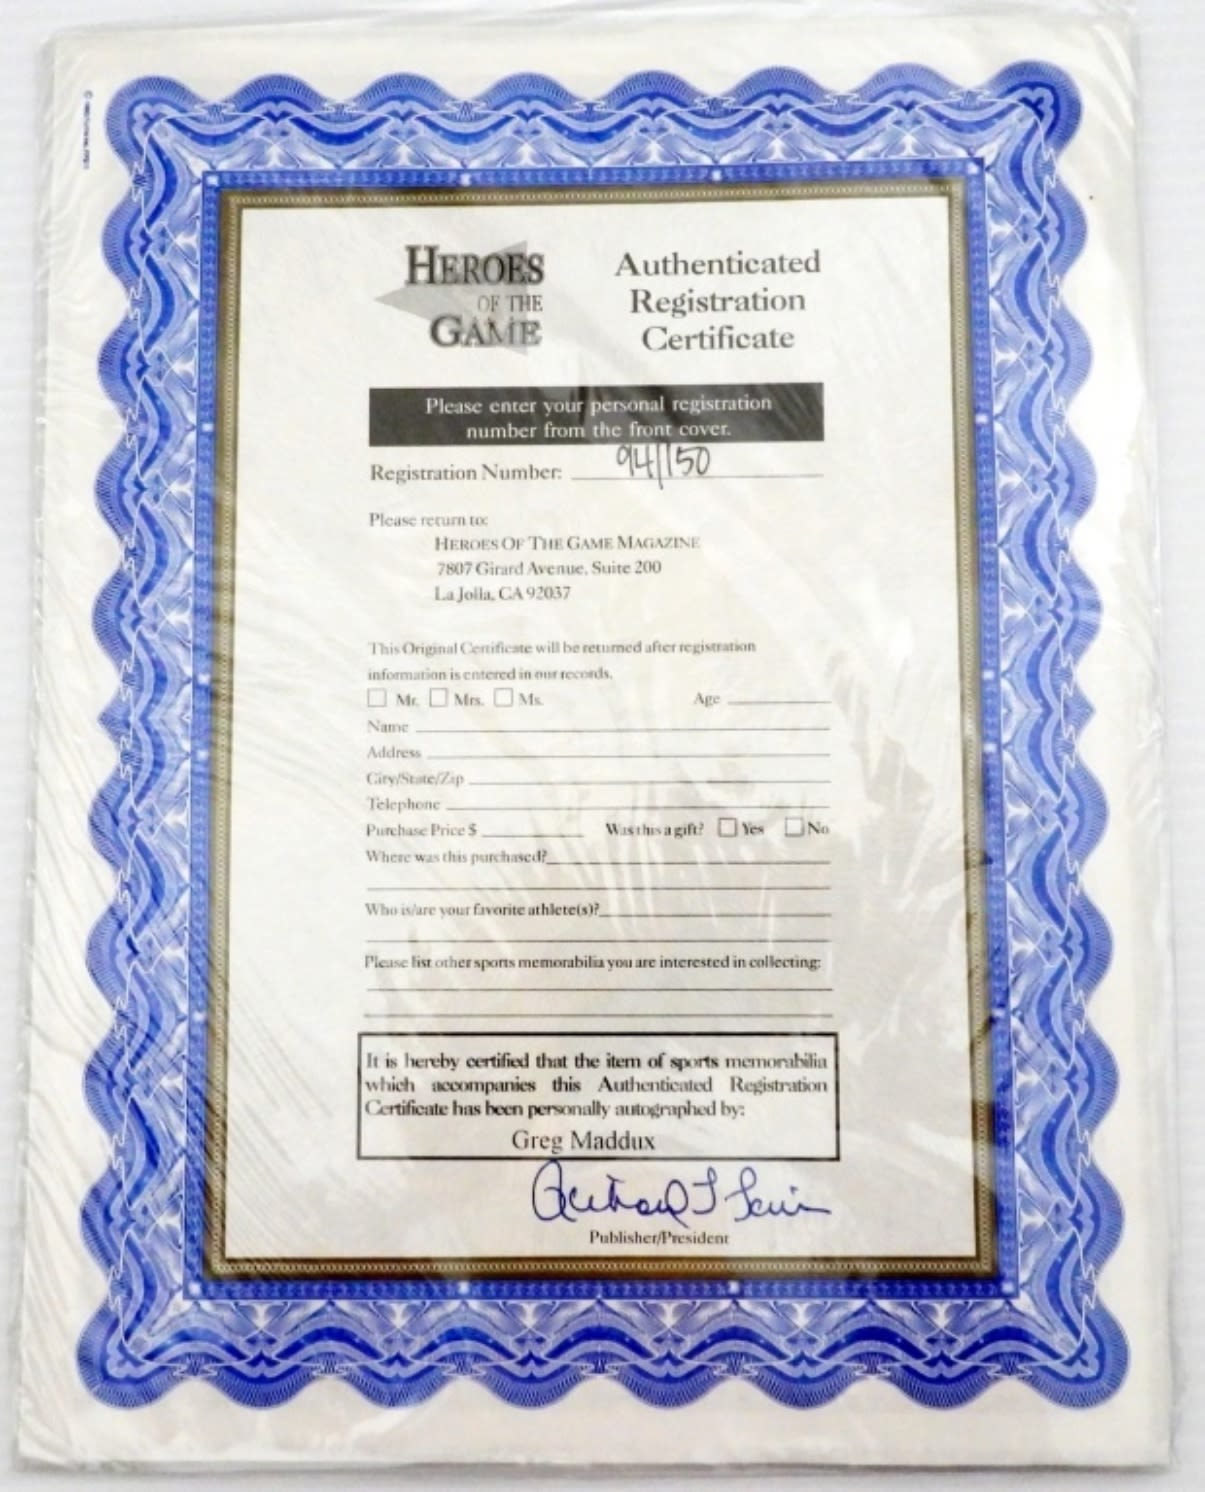 HEROES
OF THE
GAME
Authenticated
Registration
Certificate
Please enter your personal registration
number from the front cover.
Registration Number: 94/150
Please return to:
HEROES OF THE GAME MAGAZINE
7807 Girard Avenue, Suite 200
La Jolla, CA 92037
This Original Certificate will be returned after registration
information is entered in our records.
Mr. Mrs. Ms. Age
Name
Address
City/State/Zip
Telephone
Purchase Price $ Was this a gift? Yes No
Where was this purchased?
Who is/are your favorite athlete(s)?
Please list other sports memorabilia you are interested in collecting:
It is hereby certified that the item of sports memorabilia
which accompanies this Authenticated Registration
Certificate has been personally autographed by:
Greg Maddux
Publisher/President